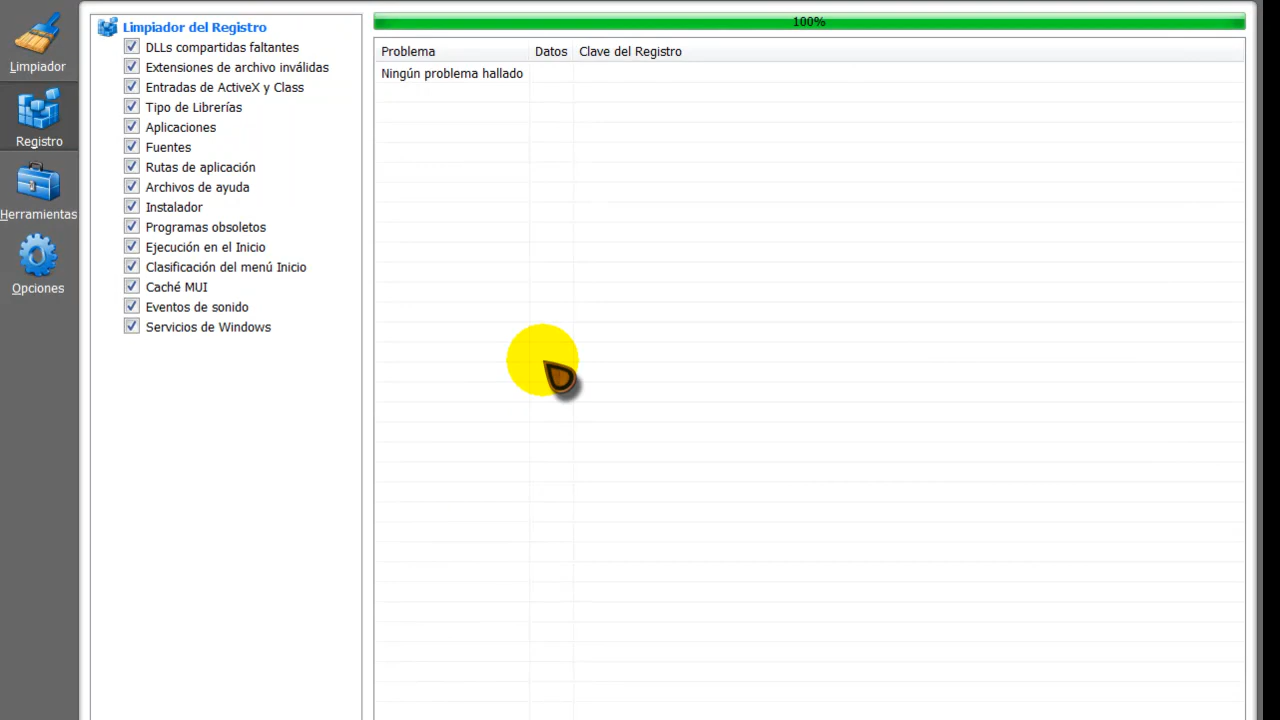 Limpiador
Registro
Herramientas
Opciones
Limpiador del Registro
DLLs compartidas faltantes
Extensiones de archivo inválidas
Entradas de ActiveX y Class
Tipo de Librerías
Aplicaciones
Fuentes
Rutas de aplicación
Archivos de ayuda
Instalador
Programas obsoletos
Ejecución en el Inicio
Clasificación del menú Inicio
Caché MUI
Eventos de sonido
Servicios de Windows
100%
Problema Datos Clave del Registro
Ningún problema hallado